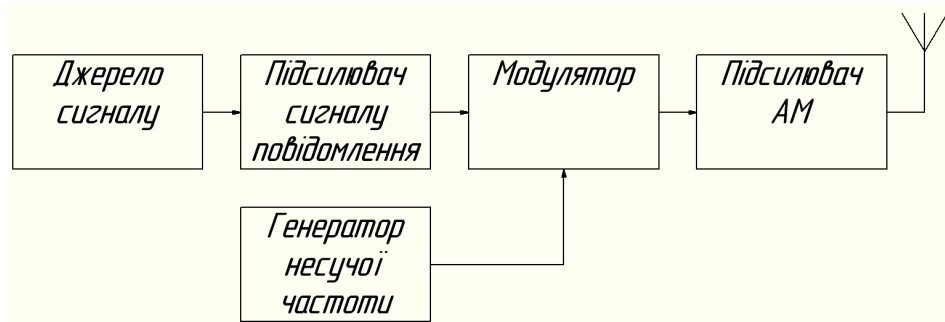 Джерело
сигналу
Підсилювач
сигналу
повідомлення
Модулятор
Підсилювач
АМ
Генератор
несучої
частоти